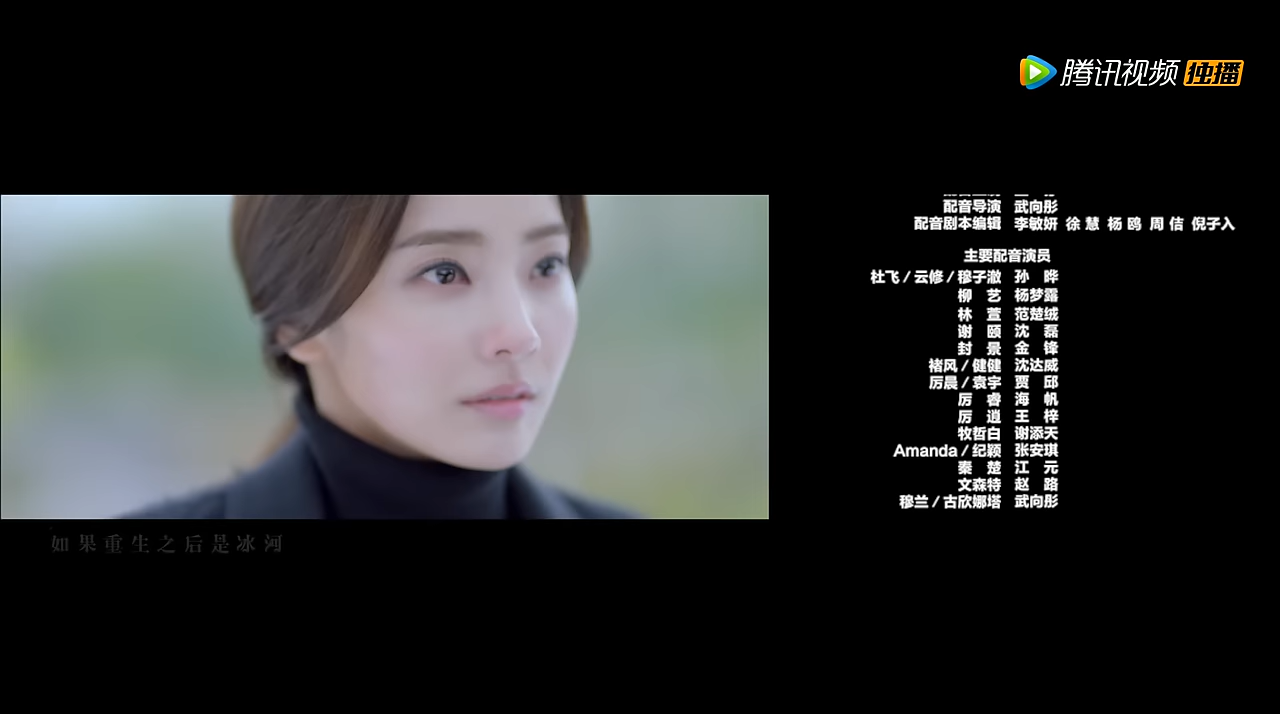 腾讯视频 独播
配音导演 武向彤
配音剧本编辑 李敏妍 徐 慧 杨 鸥 周 佶 倪子入
主要配音演员
杜飞 / 云修 / 穆子澈 孙 晔
柳 艺 杨梦露
林 萱 范楚绒
谢 颐 沈 磊
封 景 金 锋
褚风 / 健健 沈达威
厉晨 / 袁宇 贾 邱
厉 睿 海 帆
厉 逍 王 梓
牧哲白 谢添天
Amanda / 纪颖 张安琪
秦 楚 江 元
文森特 赵 路
穆兰 / 古欣娜塔 武向彤
如果重生之后是冰河